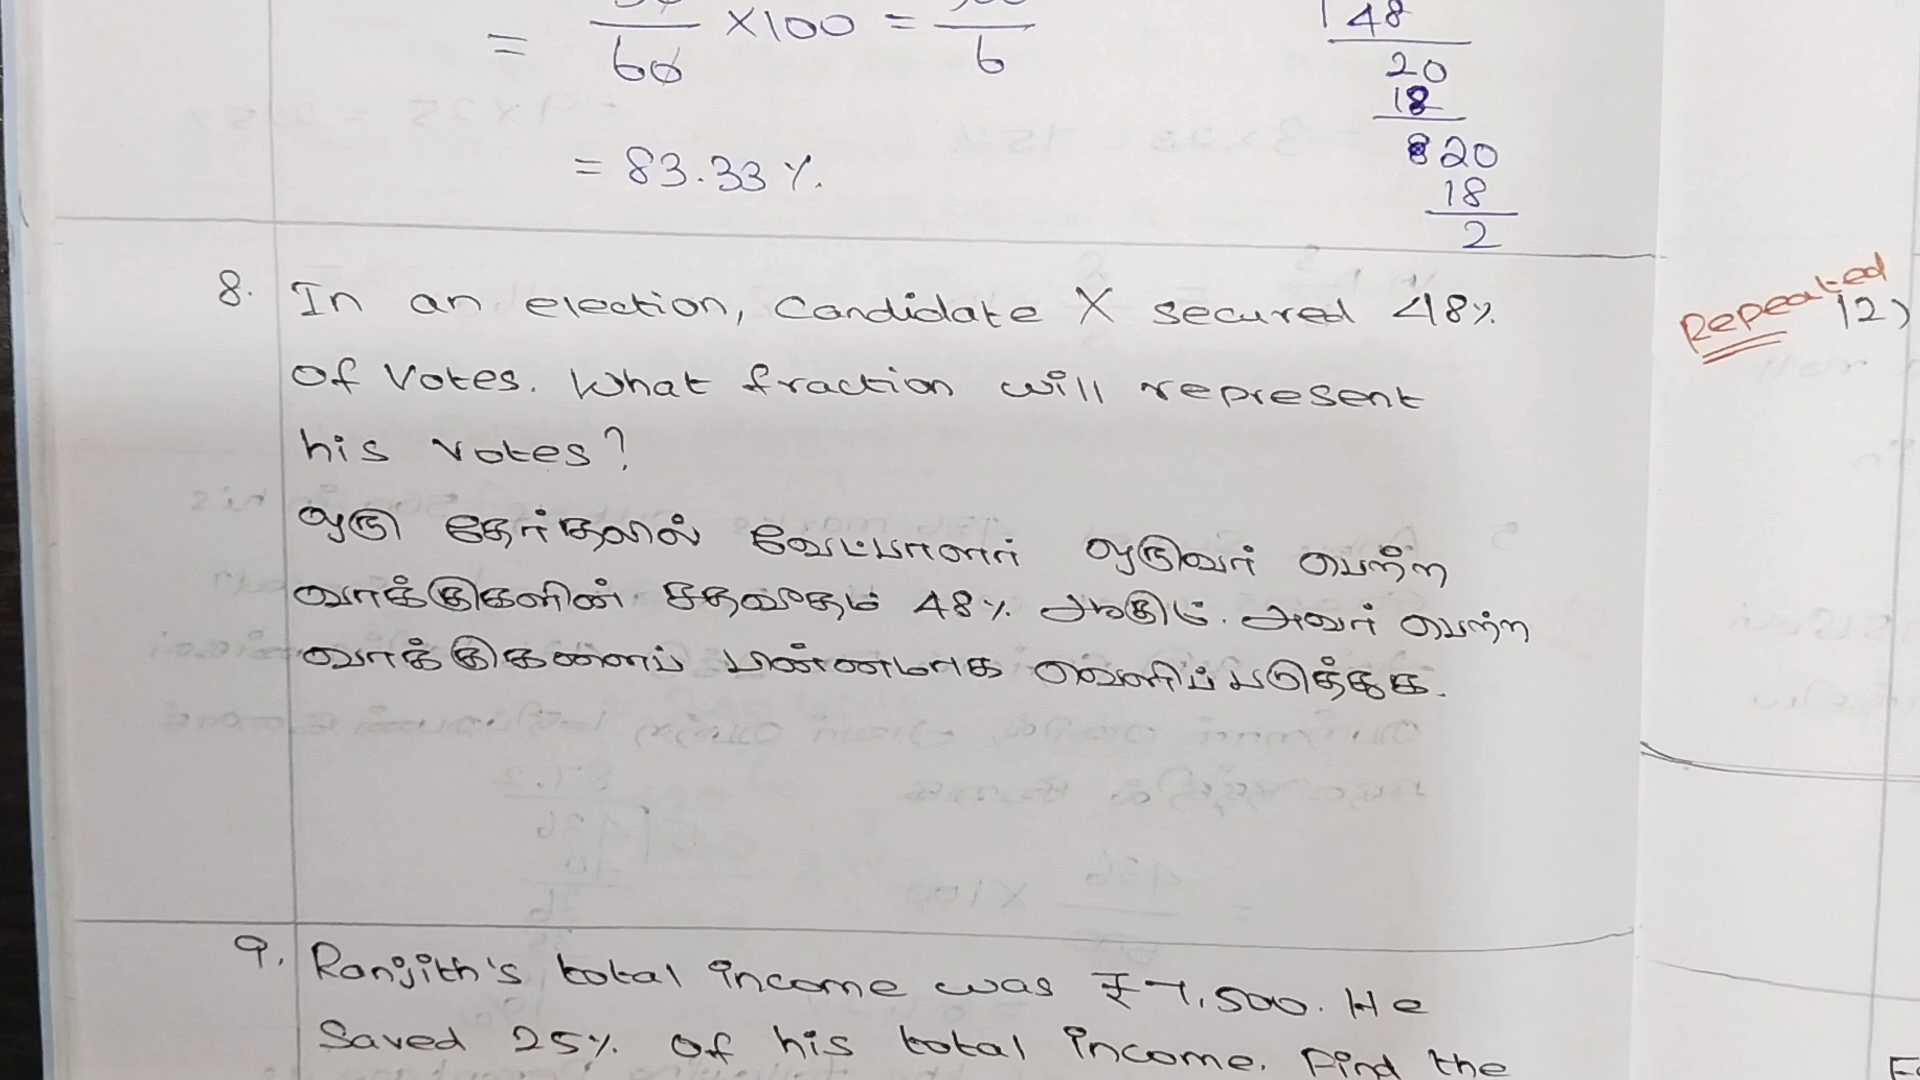 = 60 × 100 = 6
48
20
18
20
18
2
= 83.33 %.
8. In an election, Candidate X secured 48%
of votes. What fraction will represent
his votes?
Repeated
12)
ஒரு தேர்தலில் வேட்பாளர் ஒருவர் பெற்ற
வாக்குகளின் சதவீதம் 48% ஆகும். அவர் பெற்ற
வாக்குகளைப் பின்னமாக வெளிப்படுத்துக.
9. Ranjith's total income was ₹7,500. He
Saved 25% of his total income. Find the